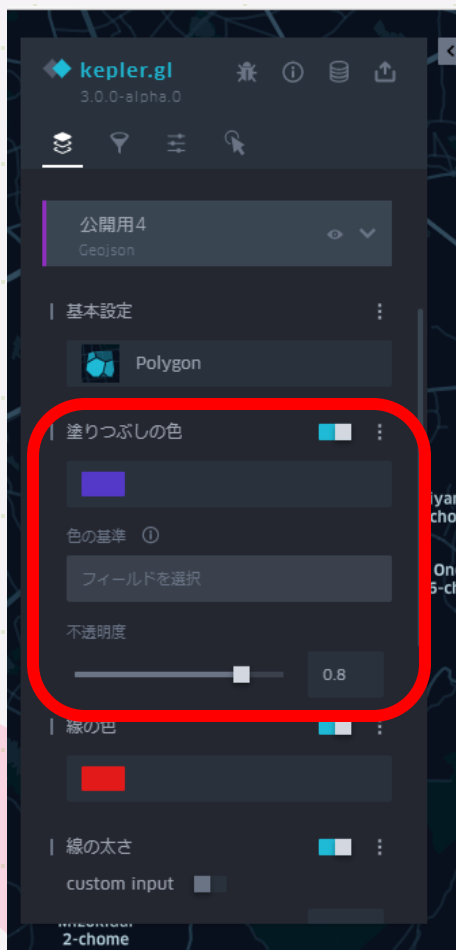 kepler.gl
3.0.0-alpha.0
公開用4
Geojson
基本設定
Polygon
塗りつぶしの色
色の基準
フィールドを選択
不透明度
0.8
線の色
線の太さ
custom input
2-chome